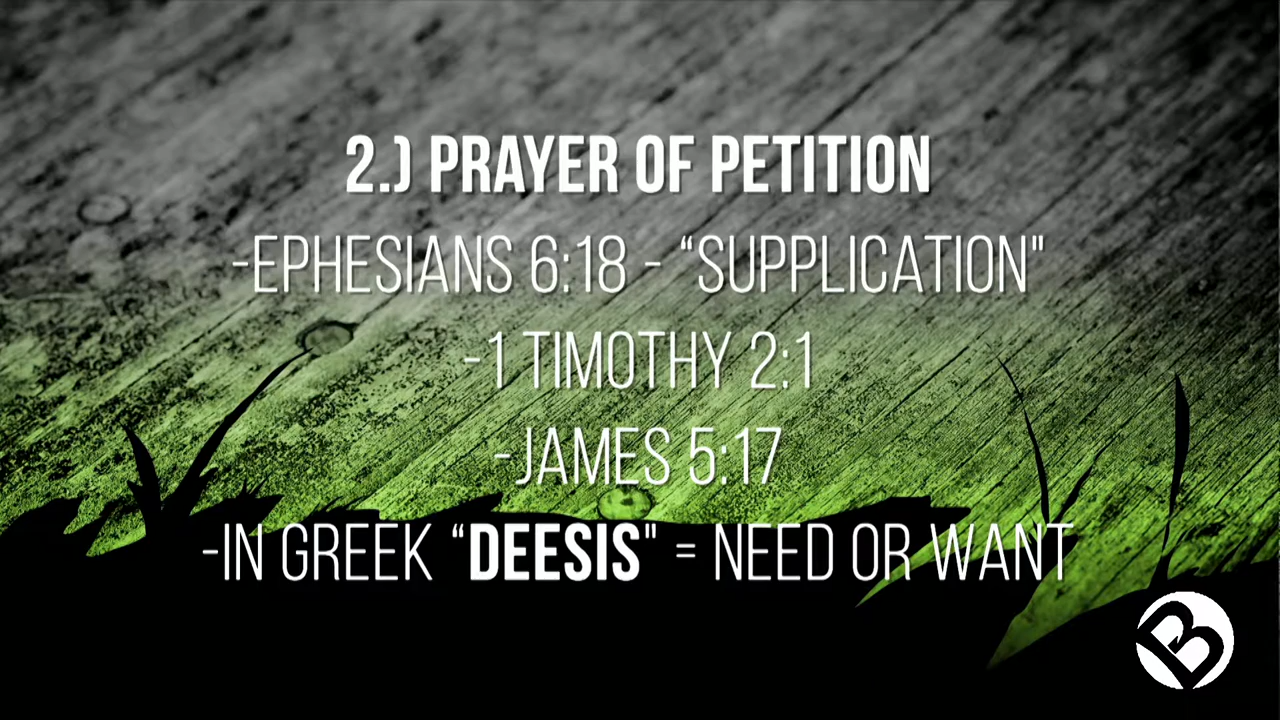 2.) PRAYER OF PETITION
-EPHESIANS 6:18 - “SUPPLICATION"
-1 TIMOTHY 2:1
-JAMES 5:17
-IN GREEK “DEESIS" = NEED OR WANT
B